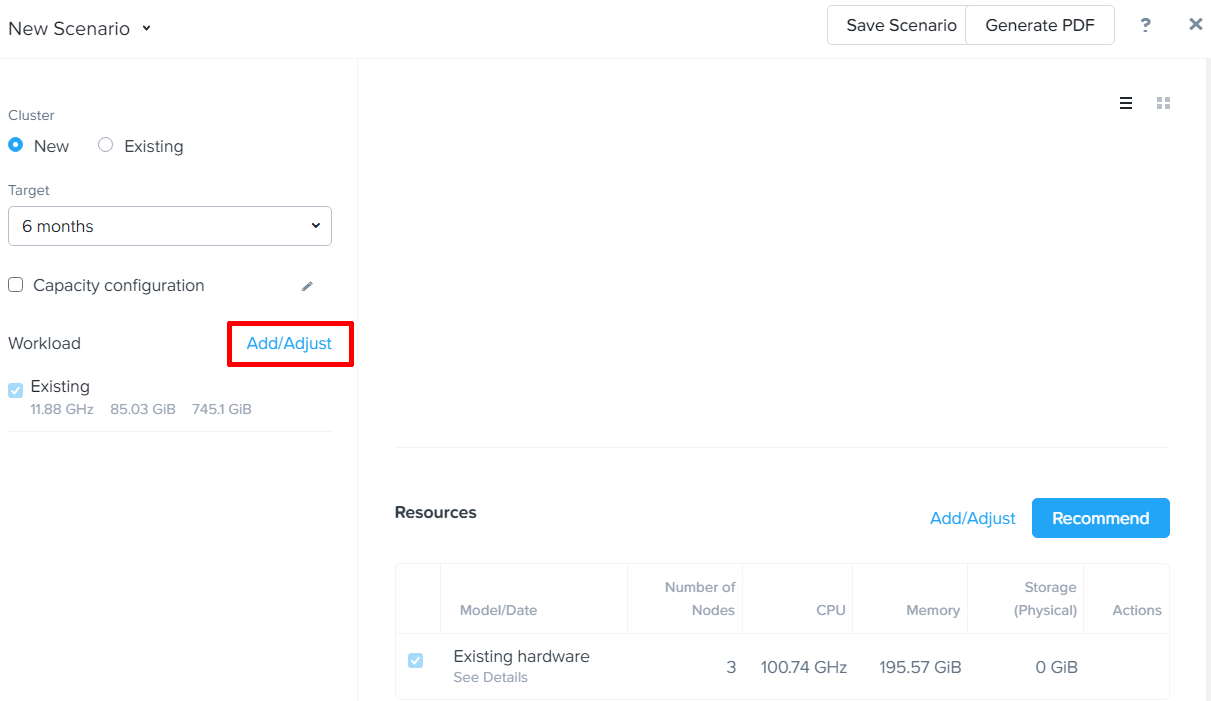 New Scenario
Save Scenario
Generate PDF
?
Cluster
New
Existing
Target
6 months
Capacity configuration
Workload
Add/Adjust
Existing
11.88 GHz 85.03 GiB 745.1 GiB
Resources
Add/Adjust
Recommend
Model/Date
Number of
Nodes
CPU
Memory
Storage
(Physical)
Actions
Existing hardware
See Details
3
100.74 GHz
195.57 GiB
0 GiB